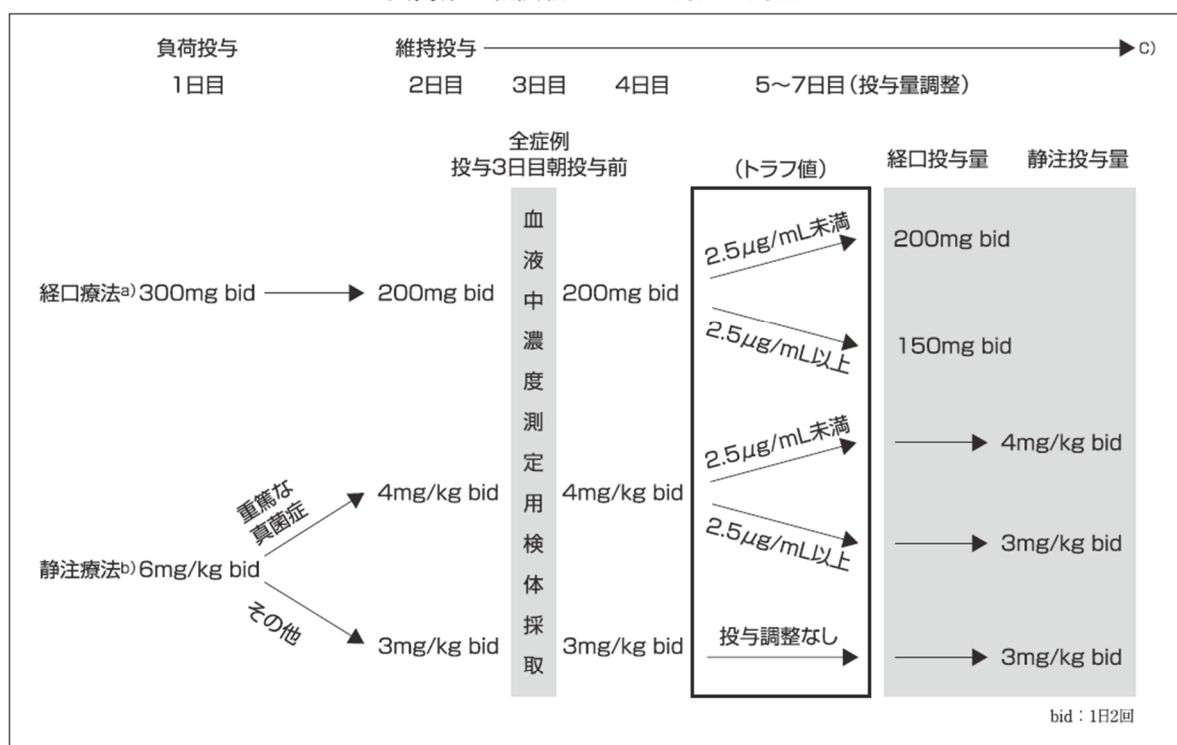 負荷投与 維持投与 C)
1日目 2日目 3日目 4日目 5～7日目(投与量調整)
全症例
投与3日目朝投与前
(トラフ値) 経口投与量 静注投与量
血液中濃度測定用検体採取
経口療法a) 300mg bid 200mg bid 200mg bid
2.5μg/mL未満 200mg bid
2.5μg/mL以上 150mg bid
静注療法b) 6mg/kg bid
重篤な
真菌症
4mg/kg bid 4mg/kg bid
2.5μg/mL未満 4mg/kg bid
2.5μg/mL以上 3mg/kg bid
その他
3mg/kg bid 3mg/kg bid 投与調整なし 3mg/kg bid
bid：1日2回